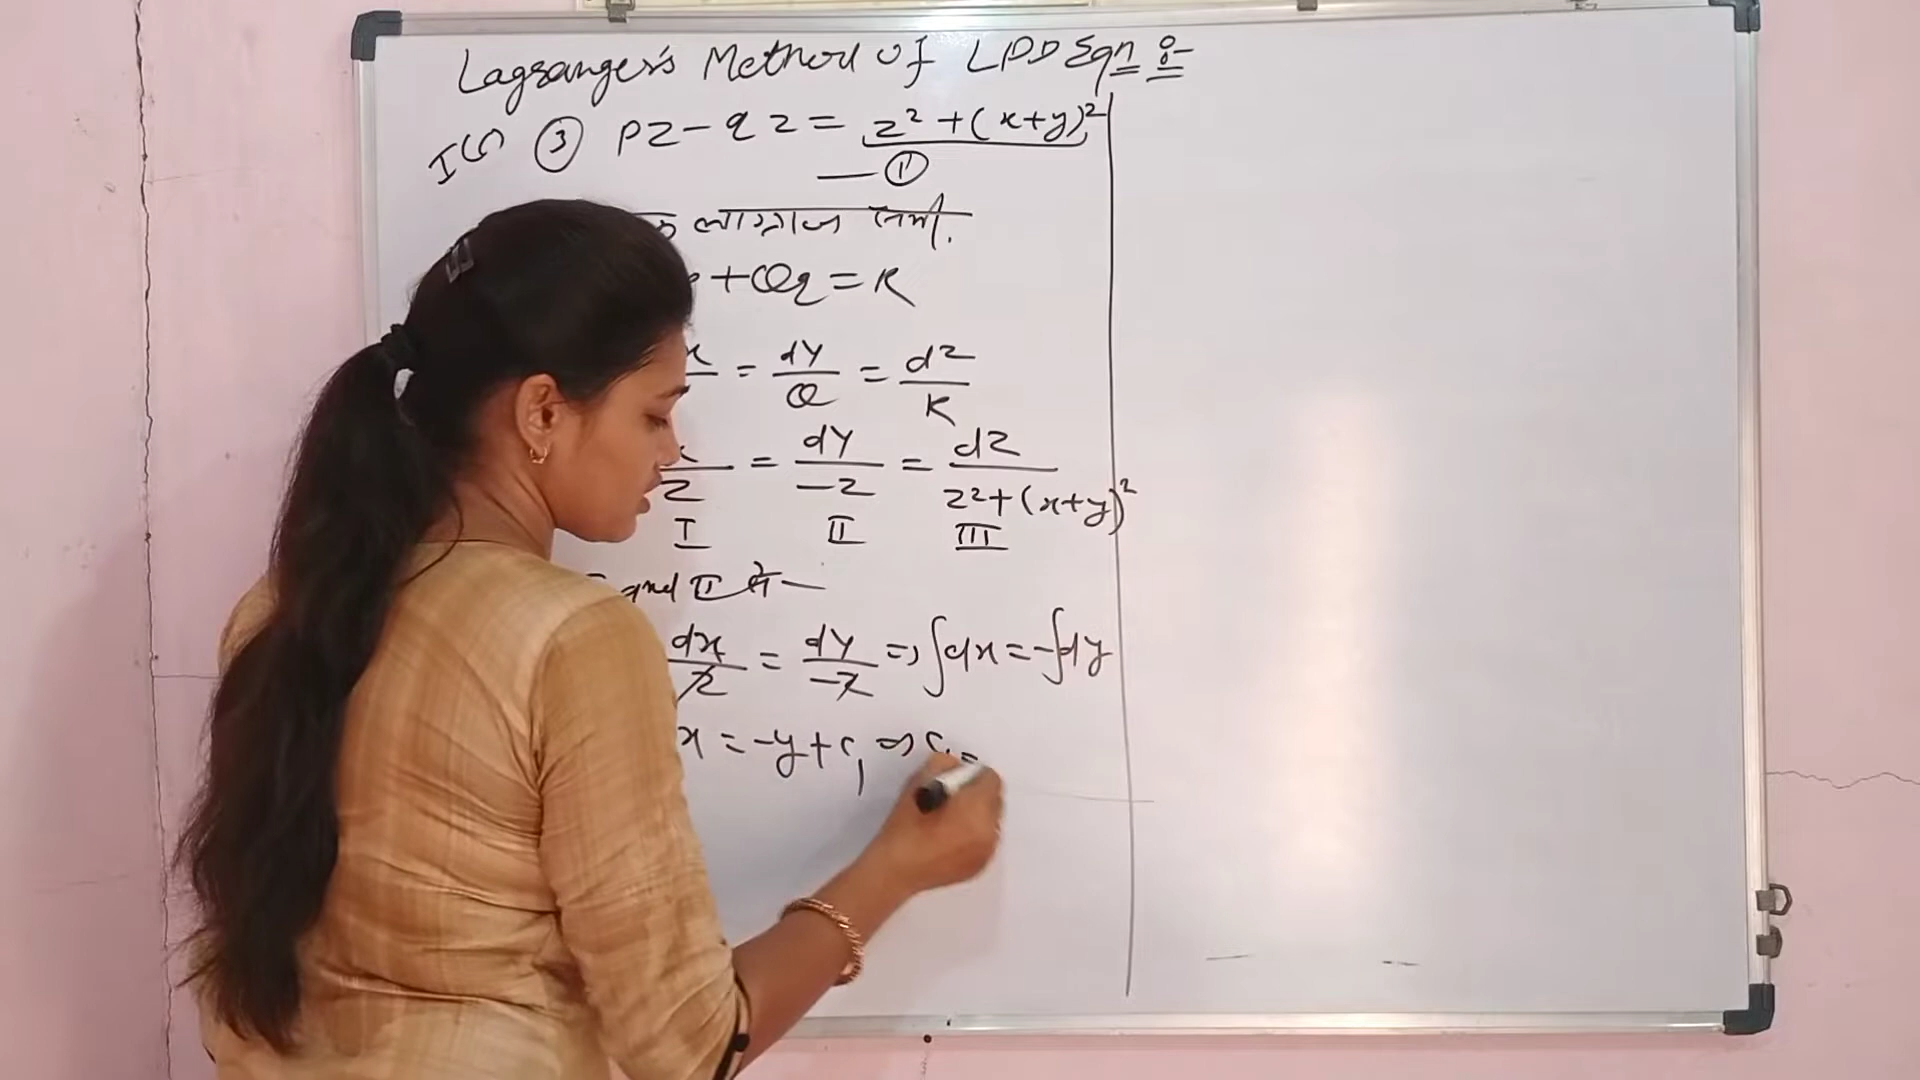 Lagrange's Method of LPD Eqn :-
I(5) ③ pz - qz = z² + (x+y)²
— ①
लाग्रांज
+ Qq = R
= dy/Q = dz/R
z = dy/-z = dz/z²+(x+y)²
I II III
and II से —
dx/z = dy/-z => ∫dx = -∫dy
x = -y + c₁ => c₁ =